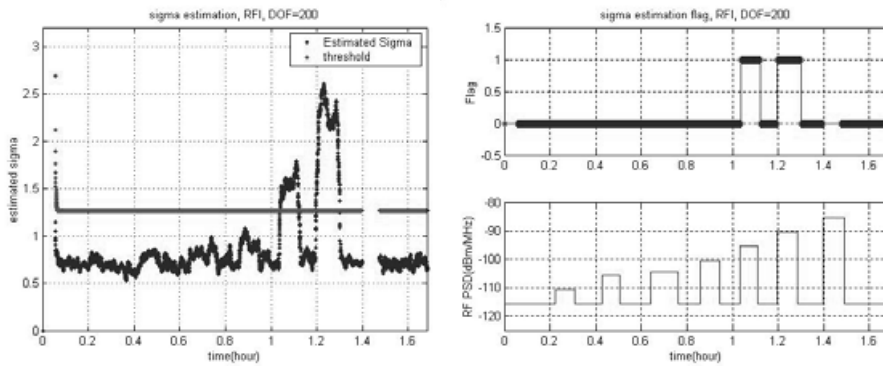 sigma estimation, RFI, DOF=200
Estimated Sigma
threshold
estimated sigma
3
2.5
2
1.5
1
0.5
0
0 0.2 0.4 0.6 0.8 1 1.2 1.4 1.6
time(hour)
sigma estimation flag, RFI, DOF=200
Flag
1.5
1
0.5
0
-0.5
0 0.2 0.4 0.6 0.8 1 1.2 1.4 1.6
RF PSD(dBm/MHz)
-80
-90
-100
-110
-120
0 0.2 0.4 0.6 0.8 1 1.2 1.4 1.6
time(hour)